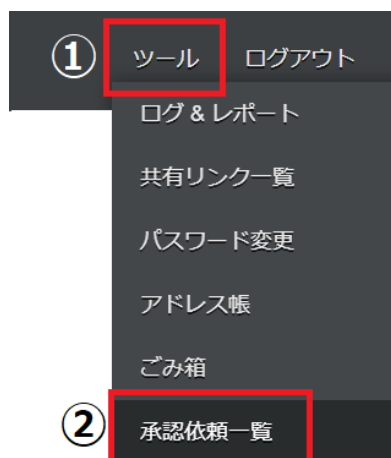 ① ツール ログアウト
ログ & レポート
共有リンク一覧
パスワード変更
アドレス帳
ごみ箱
② 承認依頼一覧